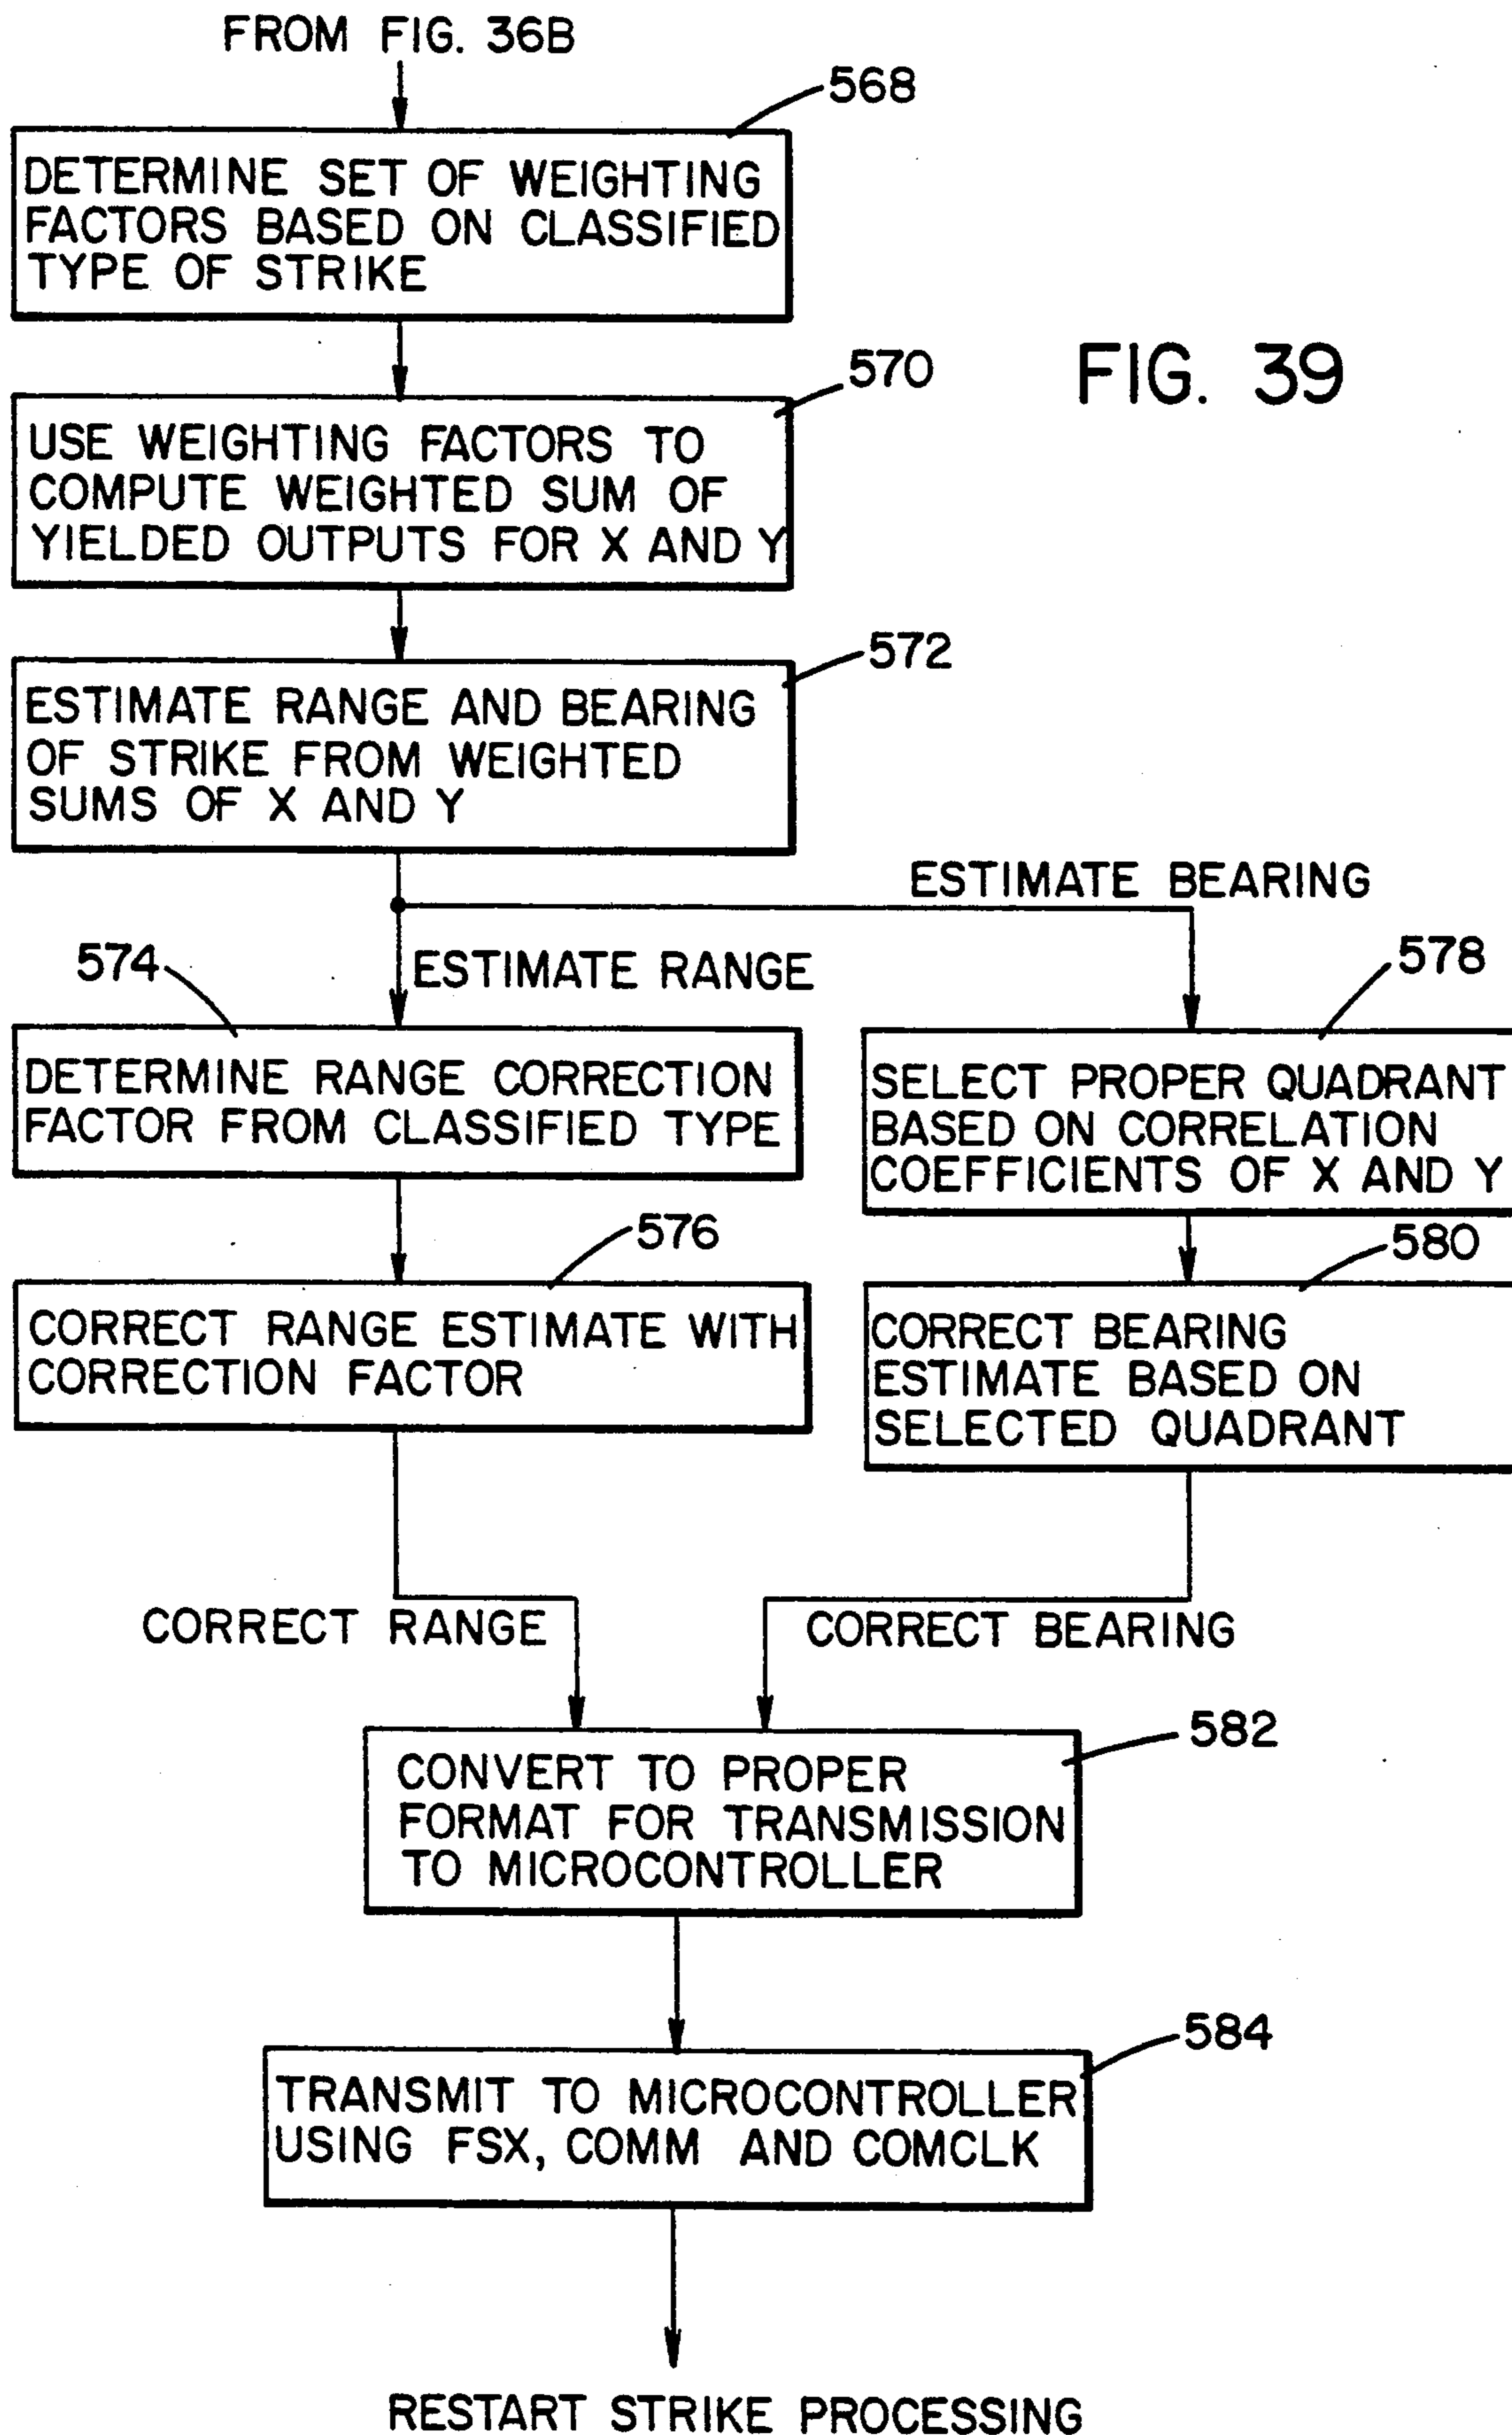 FROM FIG. 36B
568
DETERMINE SET OF WEIGHTING
FACTORS BASED ON CLASSIFIED
TYPE OF STRIKE
FIG. 39
570
USE WEIGHTING FACTORS TO
COMPUTE WEIGHTED SUM OF
YIELDED OUTPUTS FOR X AND Y
572
ESTIMATE RANGE AND BEARING
OF STRIKE FROM WEIGHTED
SUMS OF X AND Y
ESTIMATE BEARING
574
ESTIMATE RANGE
578
DETERMINE RANGE CORRECTION
FACTOR FROM CLASSIFIED TYPE
SELECT PROPER QUADRANT
BASED ON CORRELATION
COEFFICIENTS OF X AND Y
576
580
CORRECT RANGE ESTIMATE WITH
CORRECTION FACTOR
CORRECT BEARING
ESTIMATE BASED ON
SELECTED QUADRANT
CORRECT RANGE
CORRECT BEARING
582
CONVERT TO PROPER
FORMAT FOR TRANSMISSION
TO MICROCONTROLLER
584
TRANSMIT TO MICROCONTROLLER
USING FSX, COMM AND COMCLK
RESTART STRIKE PROCESSING